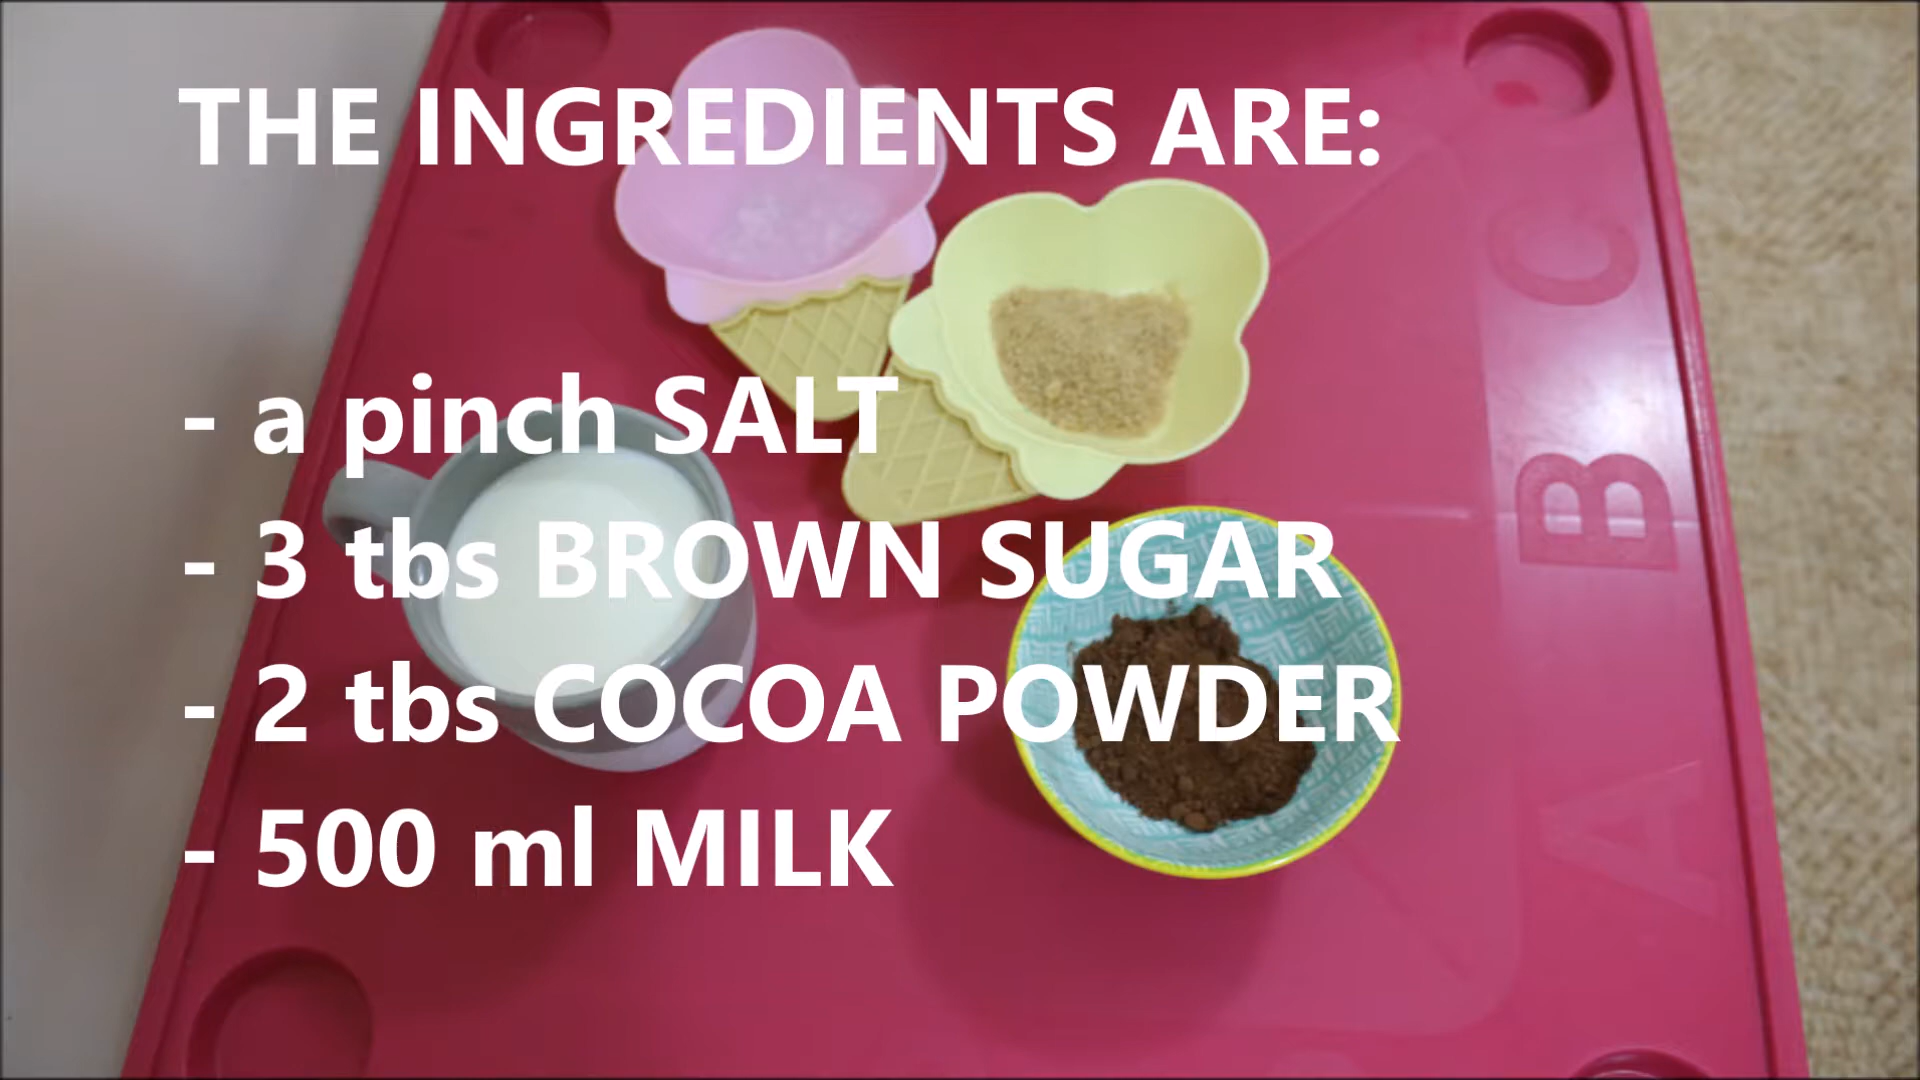 THE INGREDIENTS ARE:
- a pinch SALT
- 3 tbs BROWN SUGAR
- 2 tbs COCOA POWDER
- 500 ml MILK
C
B
A